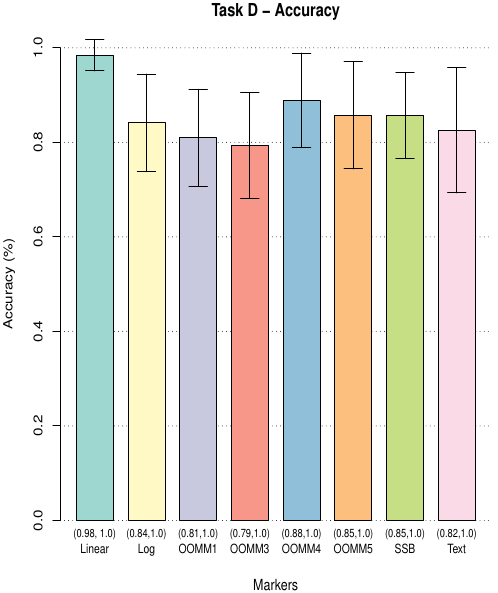 Task D – Accuracy
Accuracy (%)
1.0
0.8
0.6
0.4
0.2
0.0
(0.98, 1.0) (0.84,1.0) (0.81,1.0) (0.79,1.0) (0.88,1.0) (0.85,1.0) (0.85,1.0) (0.82,1.0)
Linear Log OOMM1 OOMM3 OOMM4 OOMM5 SSB Text
Markers